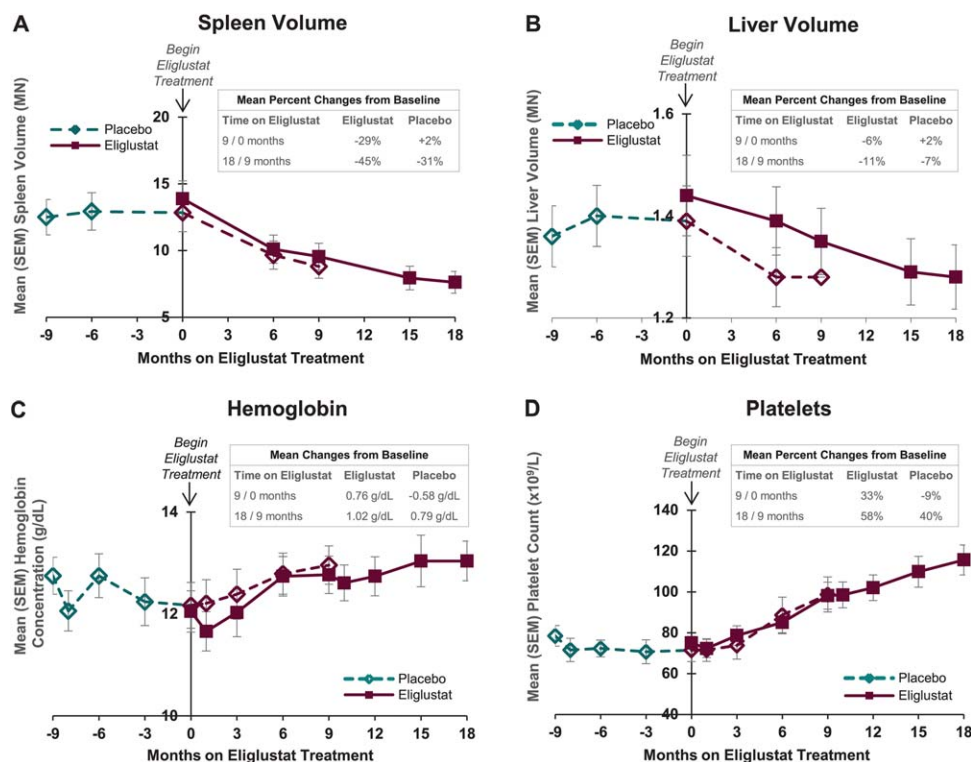 A
Spleen Volume
Begin
Eliglustat
Treatment
Mean Percent Changes from Baseline
Time on Eliglustat Eliglustat Placebo
9 / 0 months -29% +2%
18 / 9 months -45% -31%
Placebo
Eliglustat
Mean (SEM) Spleen Volume (MN)
20
15
10
5
-9 -6 -3 0 3 6 9 12 15 18
Months on Eliglustat Treatment
B
Liver Volume
Begin
Eliglustat
Treatment
Mean Percent Changes from Baseline
Time on Eliglustat Eliglustat Placebo
9 / 0 months -6% +2%
18 / 9 months -11% -7%
Placebo
Eliglustat
Mean (SEM) Liver Volume (MN)
1.6
1.4
1.2
-9 -6 -3 0 3 6 9 12 15 18
Months on Eliglustat Treatment
C
Hemoglobin
Begin
Eliglustat
Treatment
Mean Changes from Baseline
Time on Eliglustat Eliglustat Placebo
9 / 0 months 0.76 g/dL -0.58 g/dL
18 / 9 months 1.02 g/dL 0.79 g/dL
Mean (SEM) Hemoglobin
Concentration (g/dL)
14
12
10
Placebo
Eliglustat
-9 -6 -3 0 3 6 9 12 15 18
Months on Eliglustat Treatment
D
Platelets
Begin
Eliglustat
Treatment
Mean Percent Changes from Baseline
Time on Eliglustat Eliglustat Placebo
9 / 0 months 33% -9%
18 / 9 months 58% 40%
Mean (SEM) Platelet Count (x10⁹/L)
140
120
100
80
60
40
Placebo
Eliglustat
-9 -6 -3 0 3 6 9 12 15 18
Months on Eliglustat Treatment